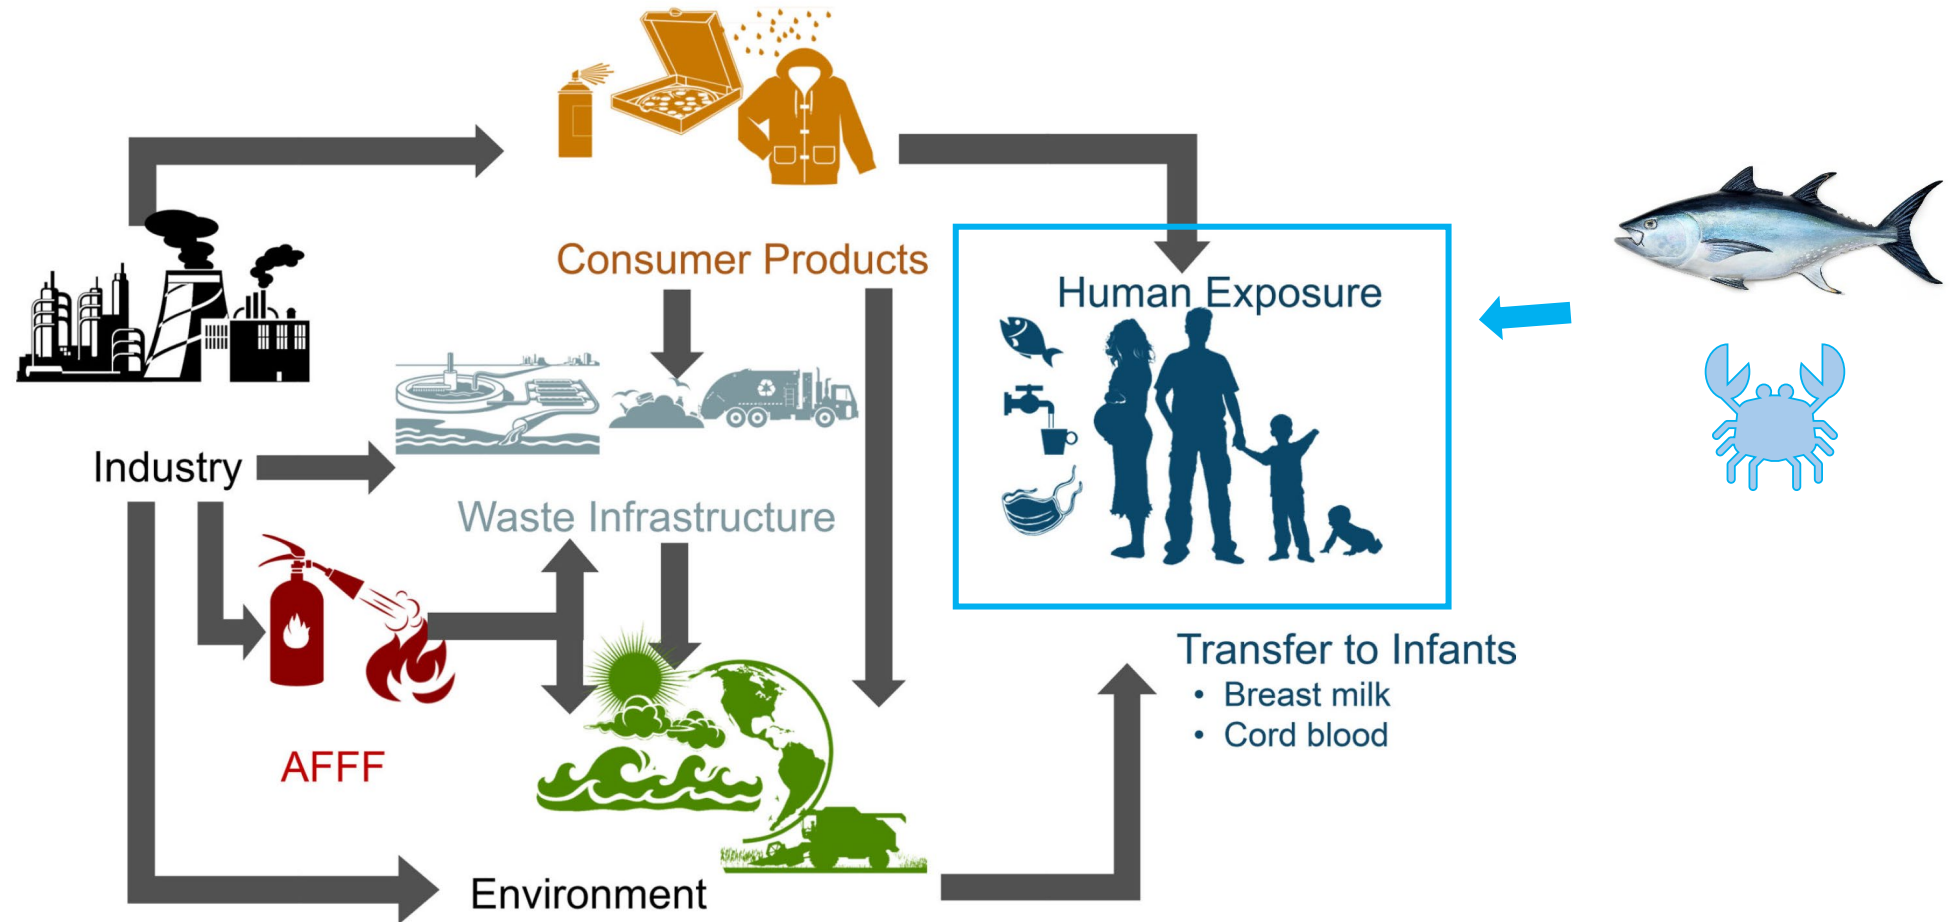 Consumer Products
Human Exposure
Industry
Waste Infrastructure
Transfer to Infants
• Breast milk
• Cord blood
AFFF
Environment